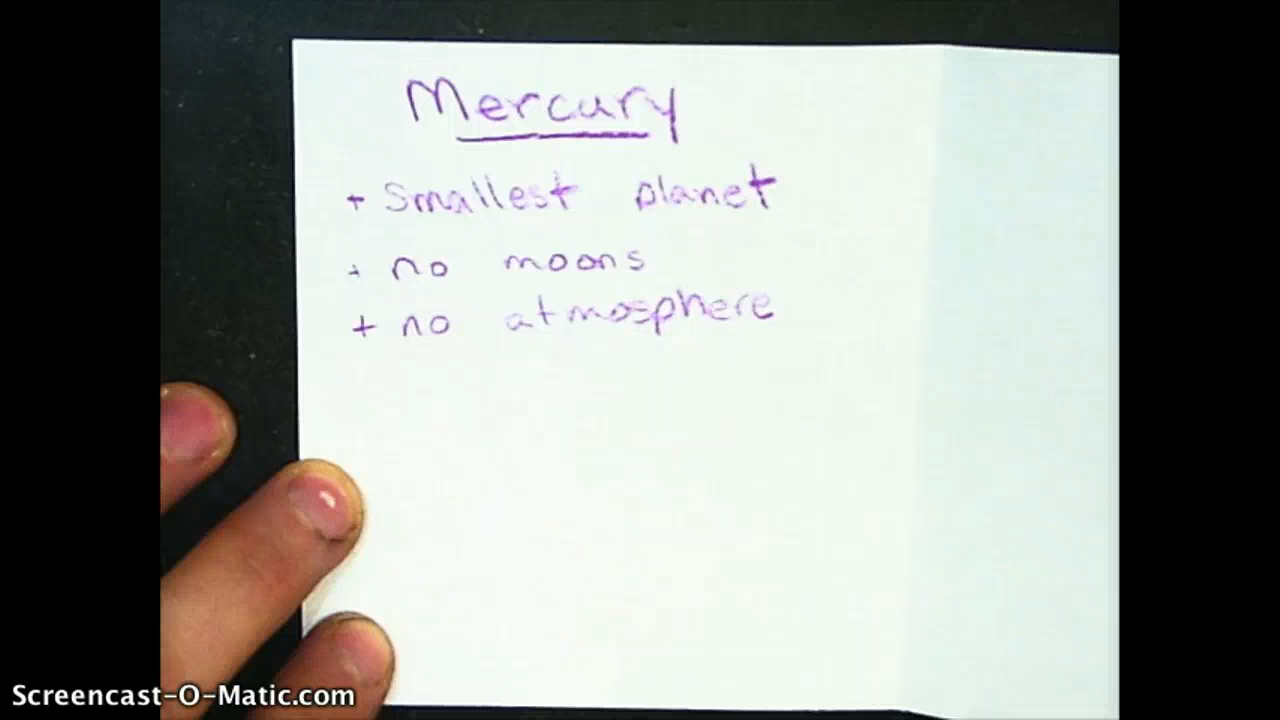 Mercury
+ Smallest planet
+ no moons
+ no atmosphere
Screencast-O-Matic.com